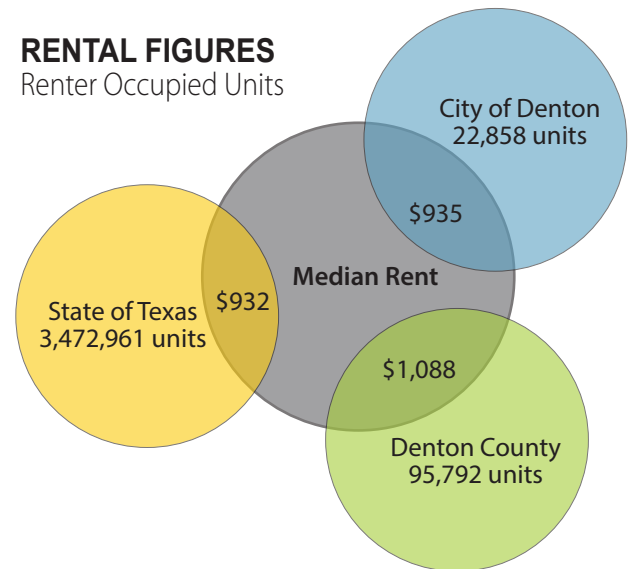 RENTAL FIGURES
Renter Occupied Units
City of Denton
22,858 units
$935
Median Rent
State of Texas
3,472,961 units
$932
$1,088
Denton County
95,792 units